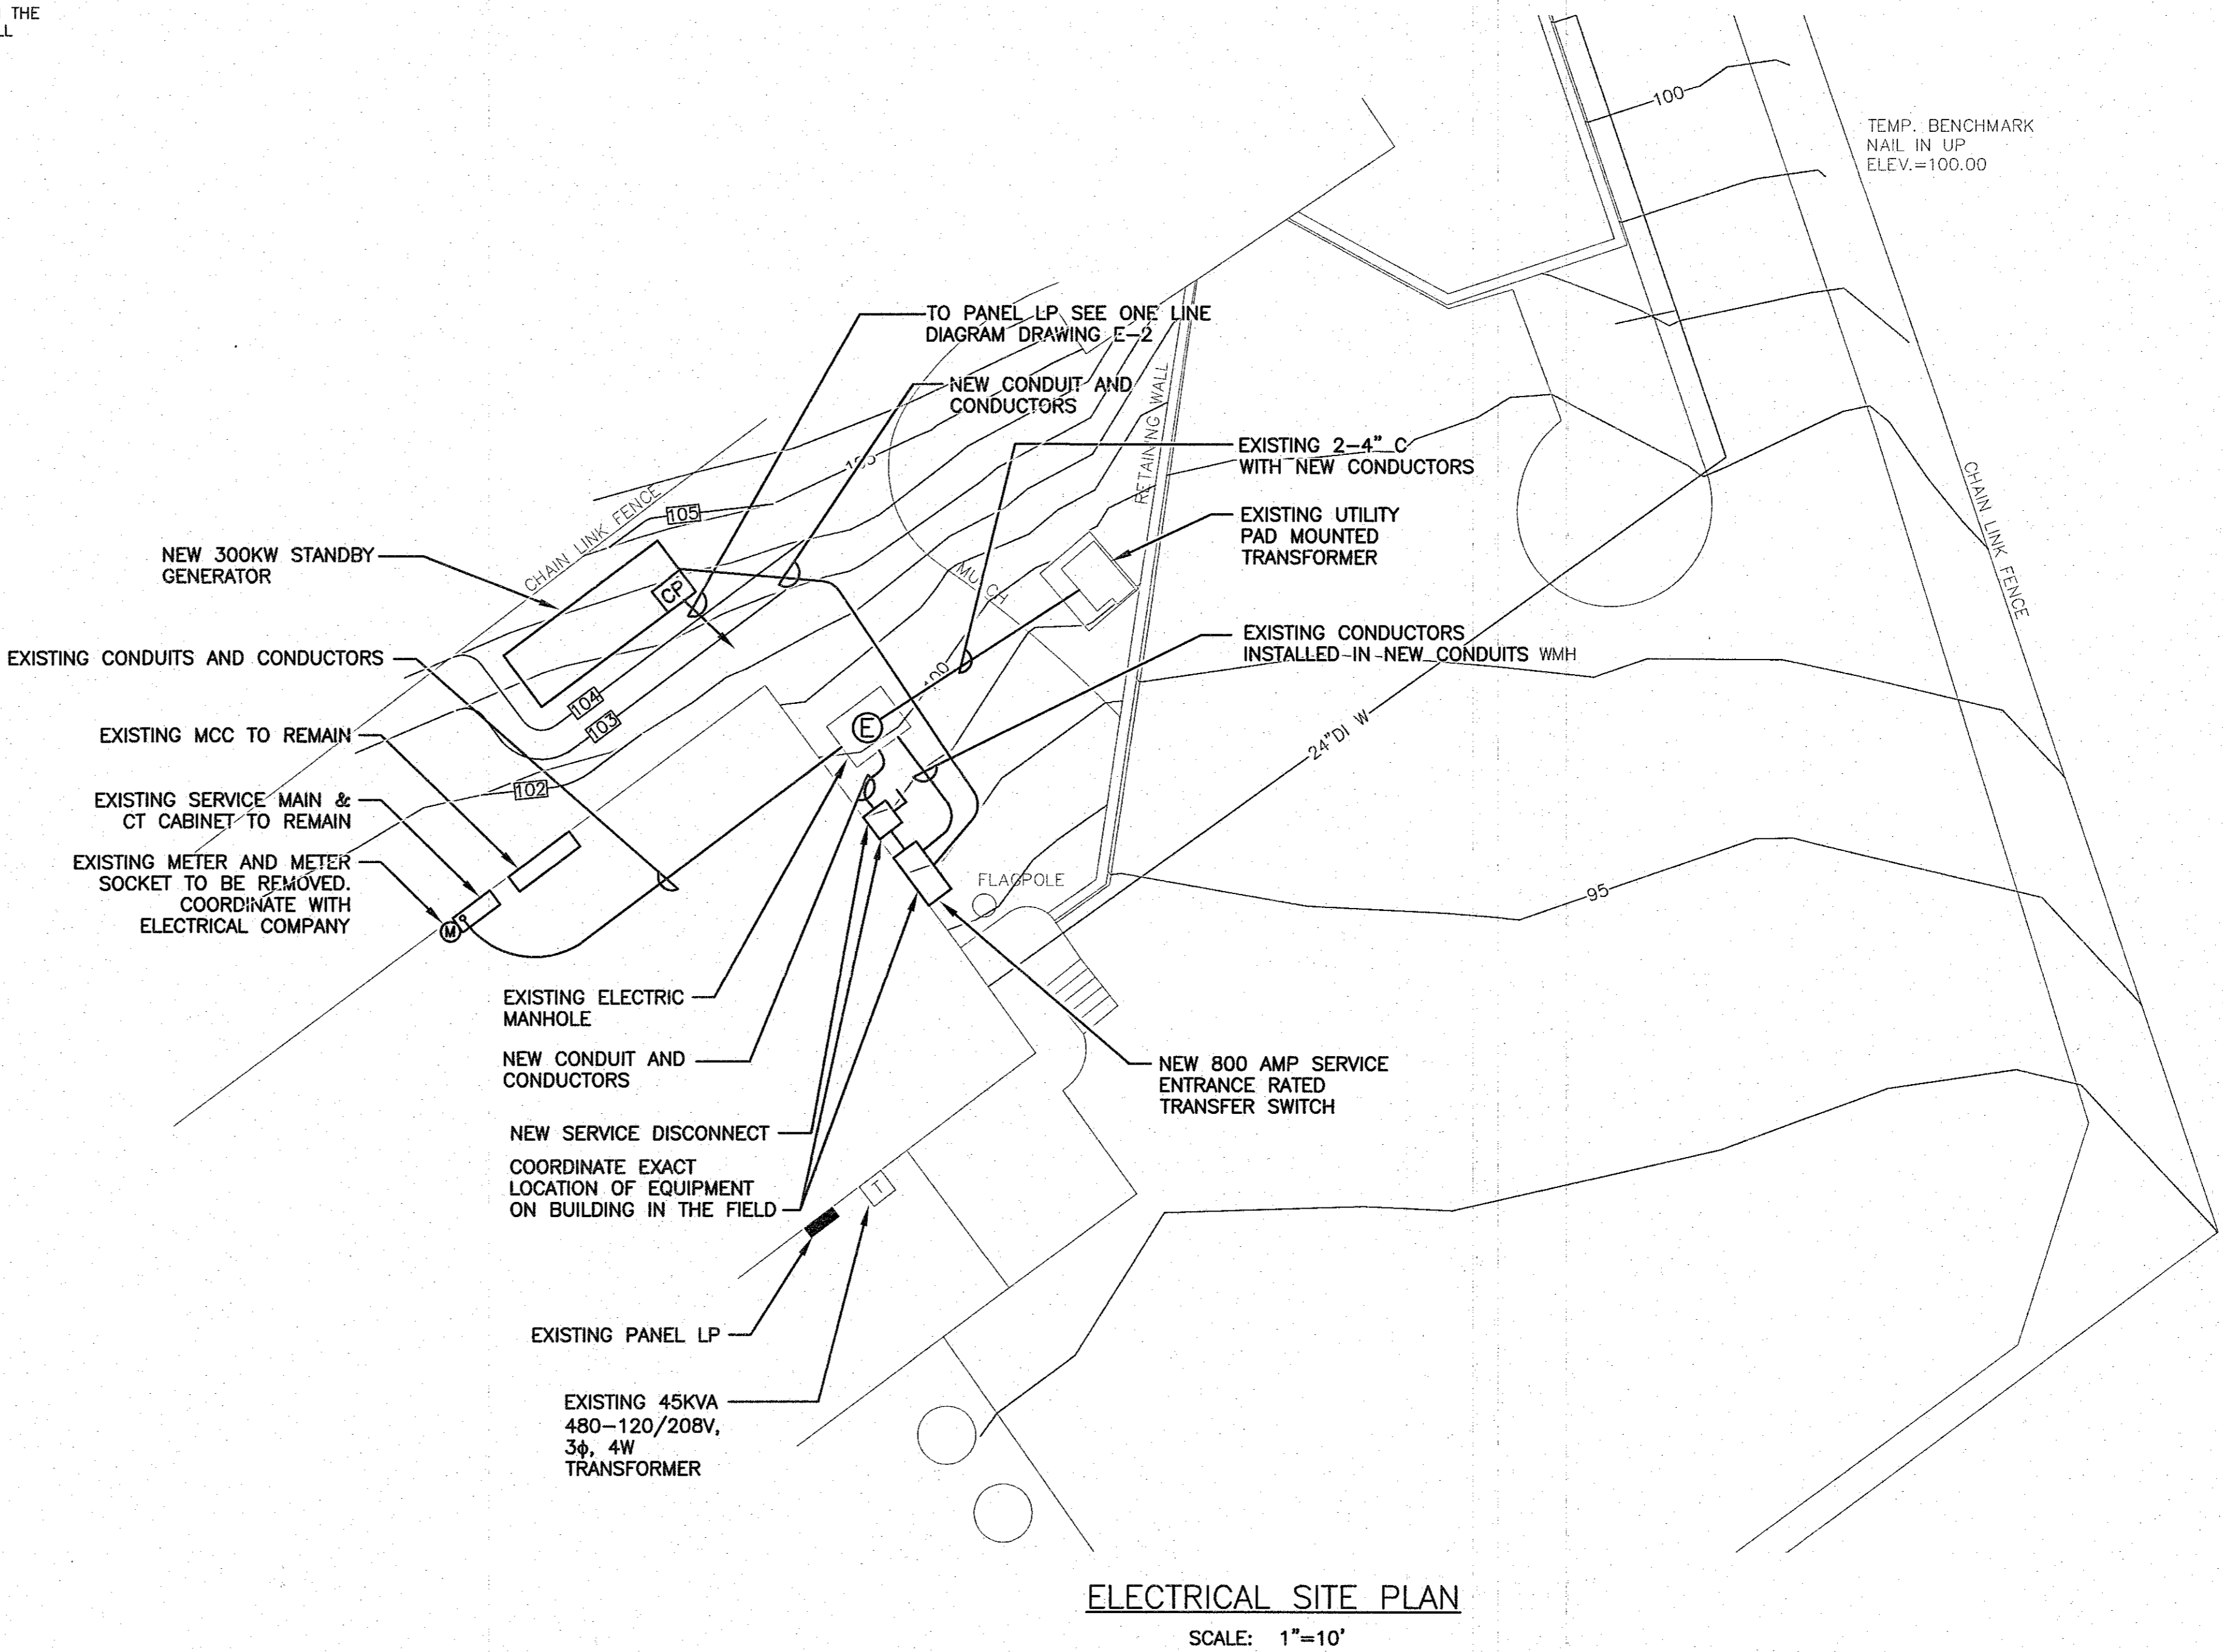 THE
LL
100
TEMP. BENCHMARK
NAIL IN UP
ELEV.=100.00
TO PANEL LP SEE ONE LINE
DIAGRAM DRAWING E-2
NEW CONDUIT AND
CONDUCTORS
RETAINING WALL
EXISTING 2-4" C
WITH NEW CONDUCTORS
CHAIN LINK FENCE
105
CHAIN LINK FENCE
EXISTING UTILITY
PAD MOUNTED
TRANSFORMER
NEW 300KW STANDBY
GENERATOR
CP
MULCH
EXISTING CONDUCTORS
INSTALLED IN NEW CONDUITS WMH
EXISTING CONDUITS AND CONDUCTORS
100
104
103
E
24"DI W
EXISTING MCC TO REMAIN
102
EXISTING SERVICE MAIN &
CT CABINET TO REMAIN
EXISTING METER AND METER
SOCKET TO BE REMOVED.
COORDINATE WITH
ELECTRICAL COMPANY
M
FLAGPOLE
95
EXISTING ELECTRIC
MANHOLE
NEW CONDUIT AND
CONDUCTORS
NEW 800 AMP SERVICE
ENTRANCE RATED
TRANSFER SWITCH
NEW SERVICE DISCONNECT
COORDINATE EXACT
LOCATION OF EQUIPMENT
ON BUILDING IN THE FIELD
T
EXISTING PANEL LP
EXISTING 45KVA
480-120/208V,
3ϕ, 4W
TRANSFORMER
ELECTRICAL SITE PLAN
SCALE: 1"=10'